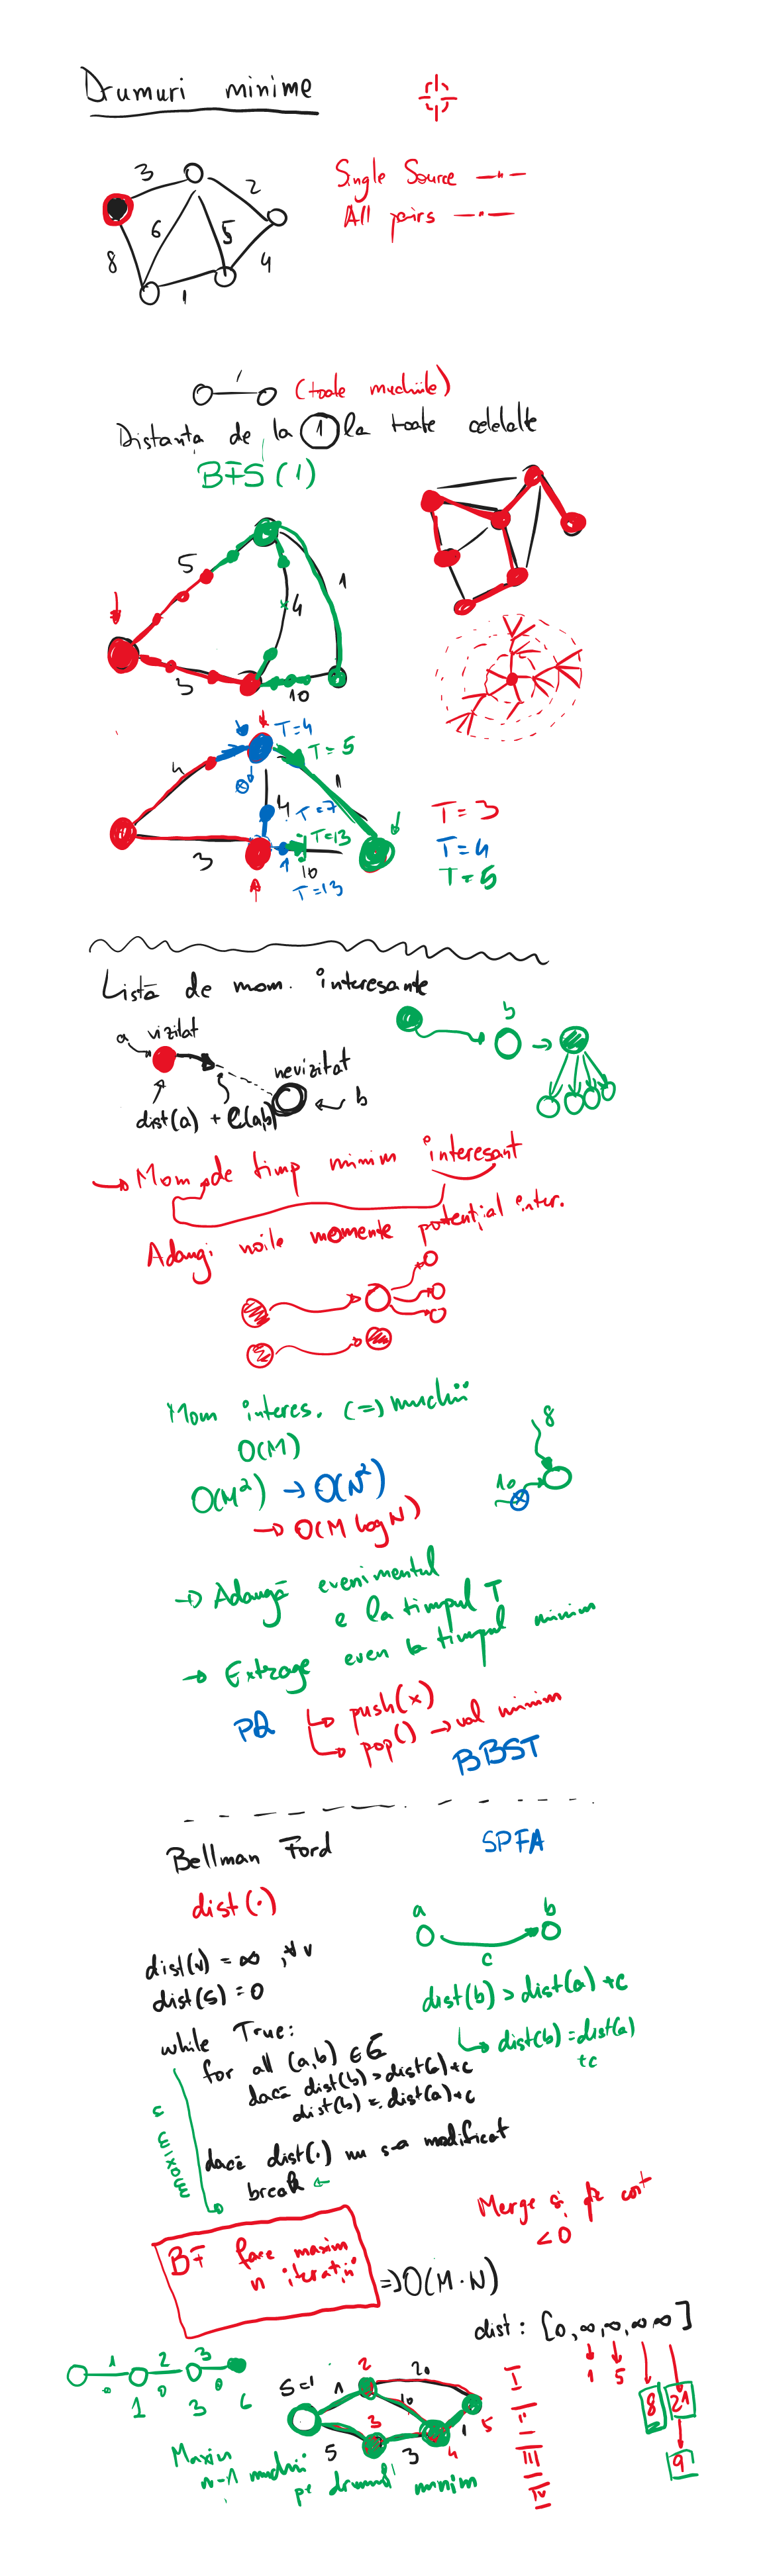 Drumuri minime
Single Source —"—
All pairs —"—
3
2
6
5
8
4
1
1
(toate muchiile)
Distanța de la 1 la toate celelalte
BFS (1)
5
4
1
3
10
T=4
T=5
4
1
4
T=7
T=13
3
10
T=13
T=3
T=4
T=5
Listă de mom. interesante
a vizitat
nevizitat
b
dist(a) + l(a,b)
b
→ Mom de timp minim interesant
Adaugi noile momente potențial inter.
Mom interes. (=) muchii
O(M)
O(M²) → O(N²)
→ O(M log N)
8
10
→ Adaugă evenimentul
e la timpul T
→ Extrage even la timpul minim
PQ
push(x)
pop() → val minim
BBST
Bellman Ford
SPFA
dist(·)
a
b
c
dist(v) = ∞, ∀v
dist(s) = 0
dist(b) > dist(a) + c
dist(b) = dist(a)
+c
while True:
for all (a,b) ∈ E
dacă dist(b) > dist(a)+c
dist(b) = dist(a)+c
maxim n
dacă dist(·) nu s-a modificat
break ←
Merge și pt cost
< 0
BF face maxim
n iterații
=> O(M·N)
dist: [0, ∞, ∞, ∞, ∞]
1 5 8 21
9
1 2 3
1 3 6
S=1
1
2
20
10
3
5
3
4
1
5
I
II
III
IV
Maxim
n-1 muchii
pe drumul minim